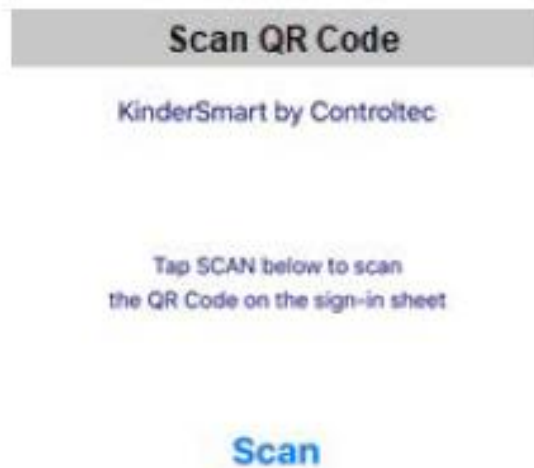 Scan QR Code
KinderSmart by Controltec
Tap SCAN below to scan
the QR Code on the sign-in sheet
Scan